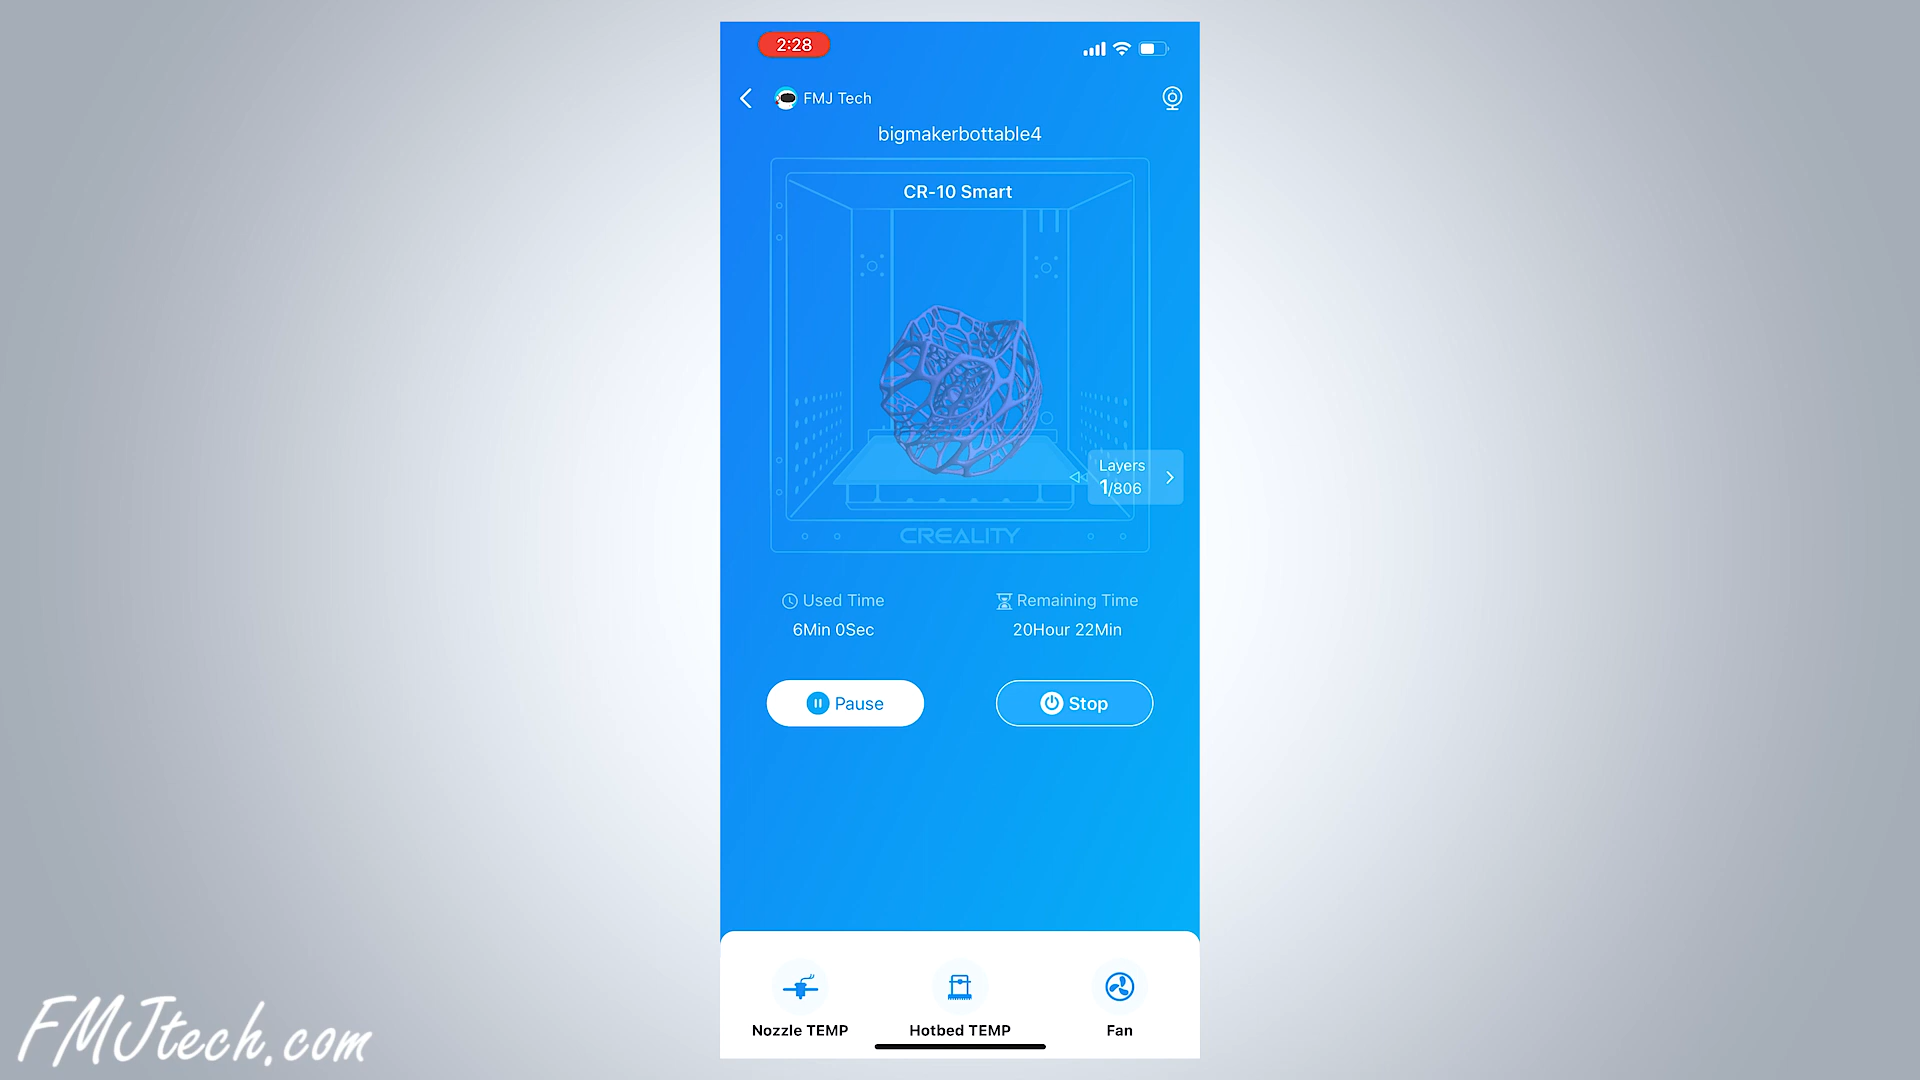 2:28
FMJ Tech
bigmakerbottable4
CR-10 Smart
Layers
1/806
CREALITY
Used Time
6Min 0Sec
Remaining Time
20Hour 22Min
Pause
Stop
Nozzle TEMP
Hotbed TEMP
Fan
FMJtech.com